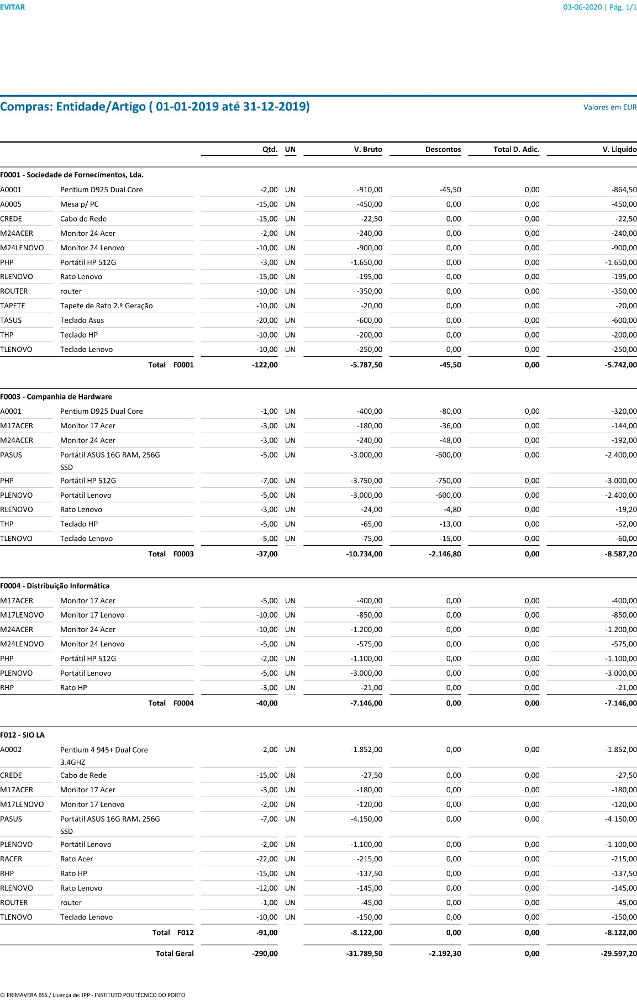 EVITAR 03-06-2020 | Pág. 1/1
Compras: Entidade/Artigo ( 01-01-2019 até 31-12-2019) Valores em EUR
Qtd. UN V. Bruto Descontos Total D. Adic. V. Líquido
F0001 - Sociedade de Fornecimentos, Lda.
A0001 Pentium D925 Dual Core -2,00 UN -910,00 -45,50 0,00 -864,50
A0005 Mesa p/ PC -15,00 UN -450,00 0,00 0,00 -450,00
CREDE Cabo de Rede -15,00 UN -22,50 0,00 0,00 -22,50
M24ACER Monitor 24 Acer -2,00 UN -240,00 0,00 0,00 -240,00
M24LENOVO Monitor 24 Lenovo -10,00 UN -900,00 0,00 0,00 -900,00
PHP Portátil HP 512G -3,00 UN -1.650,00 0,00 0,00 -1.650,00
RLENOVO Rato Lenovo -15,00 UN -195,00 0,00 0,00 -195,00
ROUTER router -10,00 UN -350,00 0,00 0,00 -350,00
TAPETE Tapete de Rato 2.ª Geração -10,00 UN -20,00 0,00 0,00 -20,00
TASUS Teclado Asus -20,00 UN -600,00 0,00 0,00 -600,00
THP Teclado HP -10,00 UN -200,00 0,00 0,00 -200,00
TLENOVO Teclado Lenovo -10,00 UN -250,00 0,00 0,00 -250,00
Total F0001 -122,00 -5.787,50 -45,50 0,00 -5.742,00
F0003 - Companhia de Hardware
A0001 Pentium D925 Dual Core -1,00 UN -400,00 -80,00 0,00 -320,00
M17ACER Monitor 17 Acer -3,00 UN -180,00 -36,00 0,00 -144,00
M24ACER Monitor 24 Acer -3,00 UN -240,00 -48,00 0,00 -192,00
PASUS Portátil ASUS 16G RAM, 256G -5,00 UN -3.000,00 -600,00 0,00 -2.400,00
SSD
PHP Portátil HP 512G -7,00 UN -3.750,00 -750,00 0,00 -3.000,00
PLENOVO Portátil Lenovo -5,00 UN -3.000,00 -600,00 0,00 -2.400,00
RLENOVO Rato Lenovo -3,00 UN -24,00 -4,80 0,00 -19,20
THP Teclado HP -5,00 UN -65,00 -13,00 0,00 -52,00
TLENOVO Teclado Lenovo -5,00 UN -75,00 -15,00 0,00 -60,00
Total F0003 -37,00 -10.734,00 -2.146,80 0,00 -8.587,20
F0004 - Distribuição Informática
M17ACER Monitor 17 Acer -5,00 UN -400,00 0,00 0,00 -400,00
M17LENOVO Monitor 17 Lenovo -10,00 UN -850,00 0,00 0,00 -850,00
M24ACER Monitor 24 Acer -10,00 UN -1.200,00 0,00 0,00 -1.200,00
M24LENOVO Monitor 24 Lenovo -5,00 UN -575,00 0,00 0,00 -575,00
PHP Portátil HP 512G -2,00 UN -1.100,00 0,00 0,00 -1.100,00
PLENOVO Portátil Lenovo -5,00 UN -3.000,00 0,00 0,00 -3.000,00
RHP Rato HP -3,00 UN -21,00 0,00 0,00 -21,00
Total F0004 -40,00 -7.146,00 0,00 0,00 -7.146,00
F012 - SIO LA
A0002 Pentium 4 945+ Dual Core -2,00 UN -1.852,00 0,00 0,00 -1.852,00
3.4GHZ
CREDE Cabo de Rede -15,00 UN -27,50 0,00 0,00 -27,50
M17ACER Monitor 17 Acer -3,00 UN -180,00 0,00 0,00 -180,00
M17LENOVO Monitor 17 Lenovo -2,00 UN -120,00 0,00 0,00 -120,00
PASUS Portátil ASUS 16G RAM, 256G -7,00 UN -4.150,00 0,00 0,00 -4.150,00
SSD
PLENOVO Portátil Lenovo -2,00 UN -1.100,00 0,00 0,00 -1.100,00
RACER Rato Acer -22,00 UN -215,00 0,00 0,00 -215,00
RHP Rato HP -15,00 UN -137,50 0,00 0,00 -137,50
RLENOVO Rato Lenovo -12,00 UN -145,00 0,00 0,00 -145,00
ROUTER router -1,00 UN -45,00 0,00 0,00 -45,00
TLENOVO Teclado Lenovo -10,00 UN -150,00 0,00 0,00 -150,00
Total F012 -91,00 -8.122,00 0,00 0,00 -8.122,00
Total Geral -290,00 -31.789,50 -2.192,30 0,00 -29.597,20
© PRIMAVERA BSS / Licença de: IPP - INSTITUTO POLITÉCNICO DO PORTO